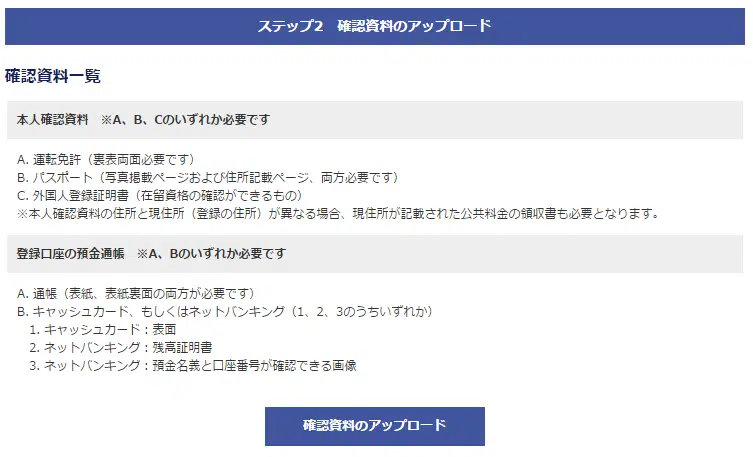 ステップ2　確認資料のアップロード
確認資料一覧
本人確認資料　※A、B、Cのいずれか必要です
A. 運転免許（裏表両面必要です）
B. パスポート（写真掲載ページおよび住所記載ページ、両方必要です）
C. 外国人登録証明書（在留資格の確認ができるもの）
※本人確認資料の住所と現住所（登録の住所）が異なる場合、現住所が記載された公共料金の領収書も必要となります。
登録口座の預金通帳　※A、Bのいずれか必要です
A. 通帳（表紙、表紙裏面の両方が必要です）
B. キャッシュカード、もしくはネットバンキング（1、2、3のうちいずれか）
1. キャッシュカード：表面
2. ネットバンキング：残高証明書
3. ネットバンキング：預金名義と口座番号が確認できる画像
確認資料のアップロード